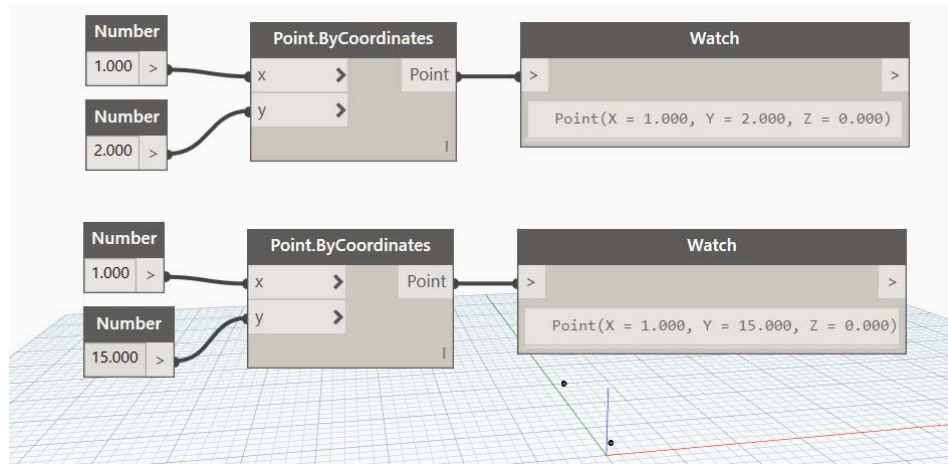 Number
1.000 >
Number
2.000 >
Point.ByCoordinates
x > Point
y >
l
Watch
> >
Point(X = 1.000, Y = 2.000, Z = 0.000)
Number
1.000 >
Number
15.000 >
Point.ByCoordinates
x > Point
y >
l
Watch
> >
Point(X = 1.000, Y = 15.000, Z = 0.000)